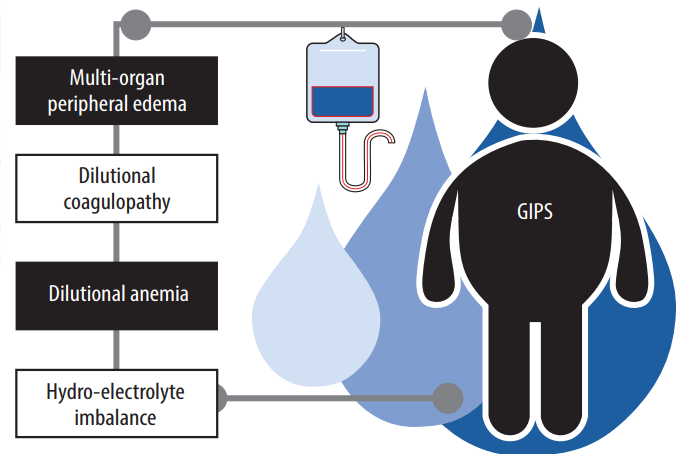 Multi-organ
peripheral edema
Dilutional
coagulopathy
Dilutional anemia
Hydro-electrolyte
imbalance
GIPS